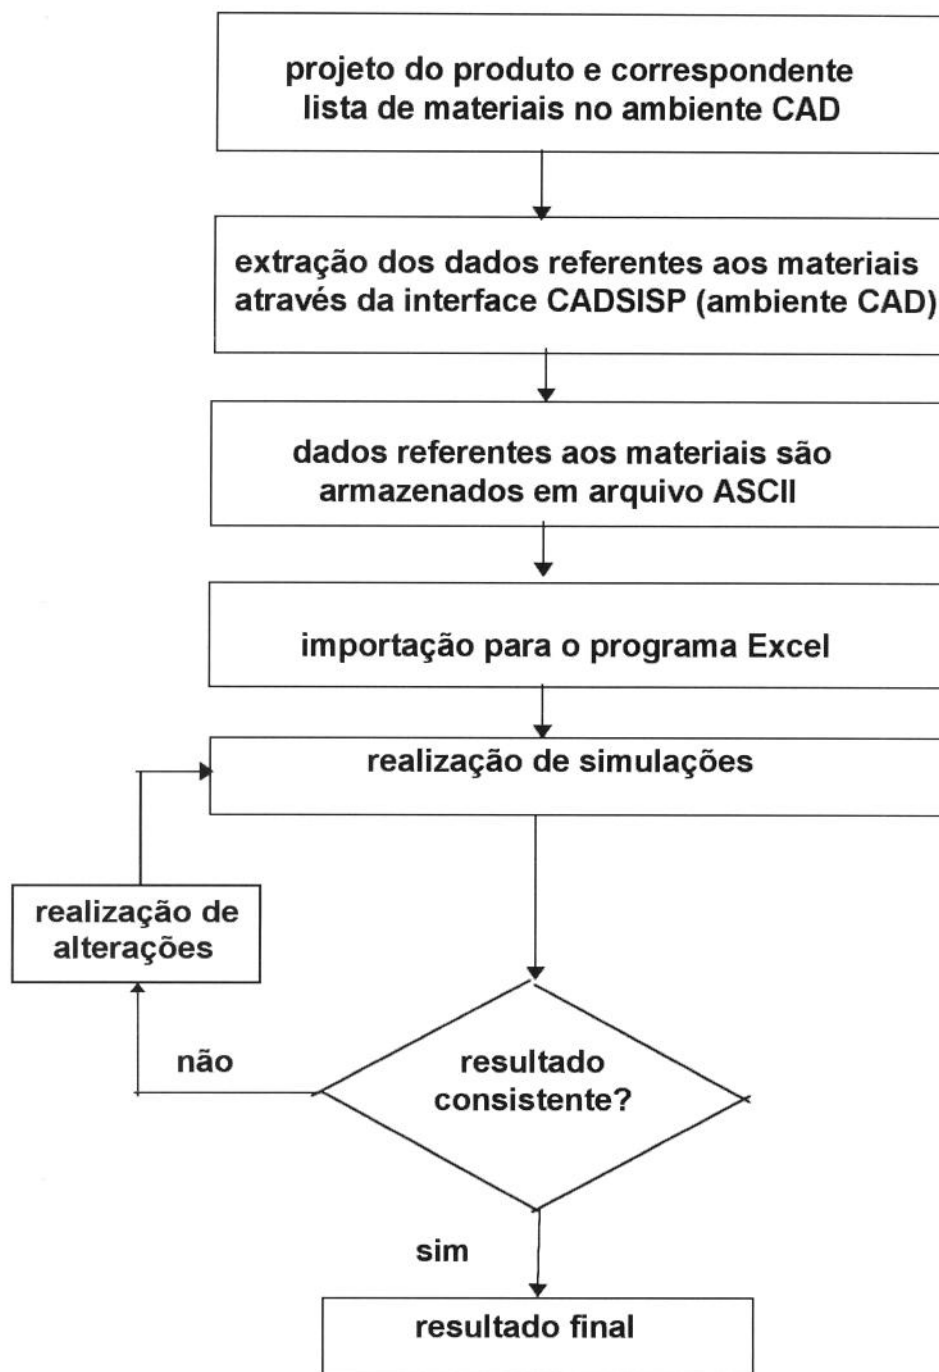 projeto do produto e correspondente
lista de materiais no ambiente CAD
extração dos dados referentes aos materiais
através da interface CADSISP (ambiente CAD)
dados referentes aos materiais são
armazenados em arquivo ASCII
importação para o programa Excel
realização de simulações
realização de
alterações
não
resultado
consistente?
sim
resultado final